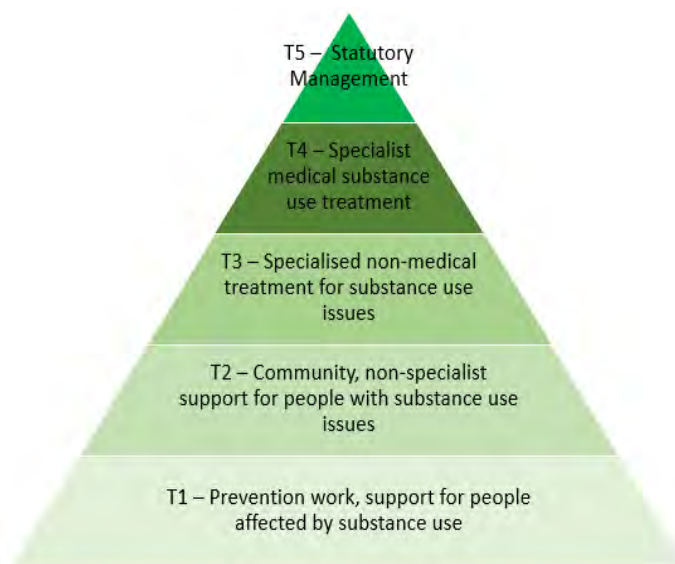 T5 – Statutory
Management
T4 – Specialist
medical substance
use treatment
T3 – Specialised non-medical
treatment for substance use
issues
T2 – Community, non-specialist
support for people with substance use
issues
T1 – Prevention work, support for people
affected by substance use